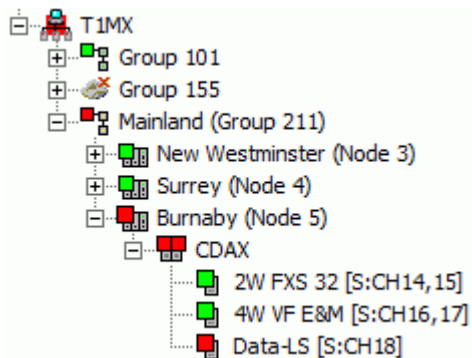 T1MX
Group 101
Group 155
Mainland (Group 211)
New Westminster (Node 3)
Surrey (Node 4)
Burnaby (Node 5)
CDAX
2W FXS 32 [S:CH14,15]
4W VF E&M [S:CH16,17]
Data-LS [S:CH18]